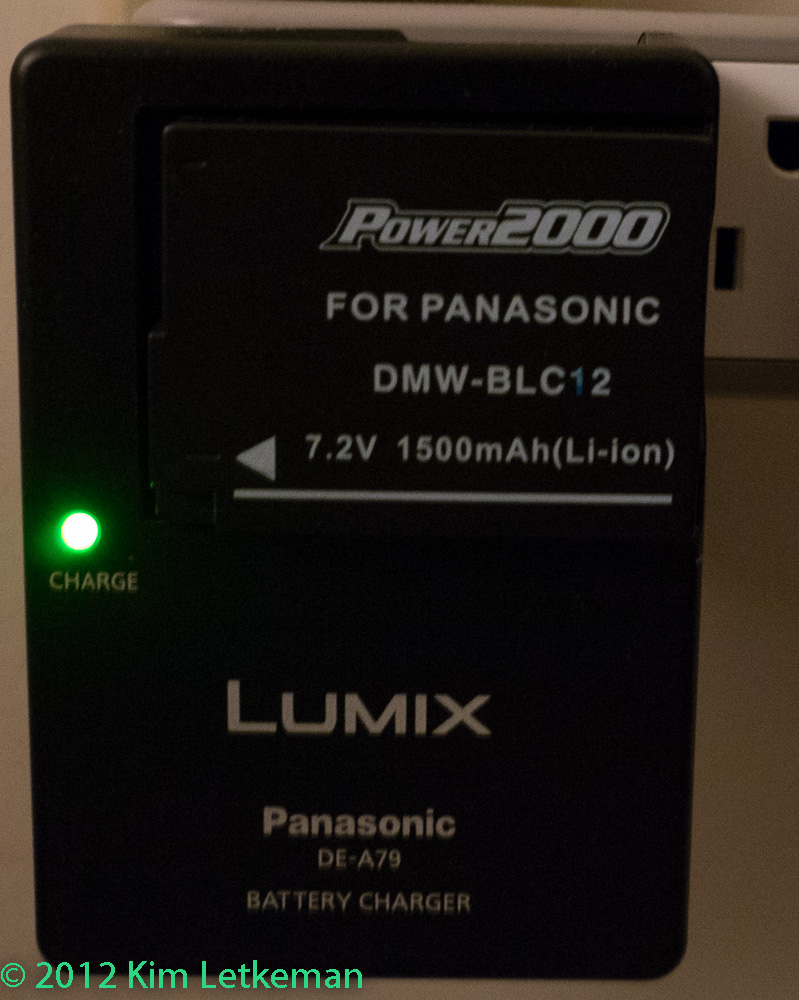 POWER2000
FOR PANASONIC
DMW-BLC12
7.2V 1500mAh(Li-ion)
CHARGE
LUMIX
Panasonic
DE-A79
BATTERY CHARGER
© 2012 Kim Letkeman